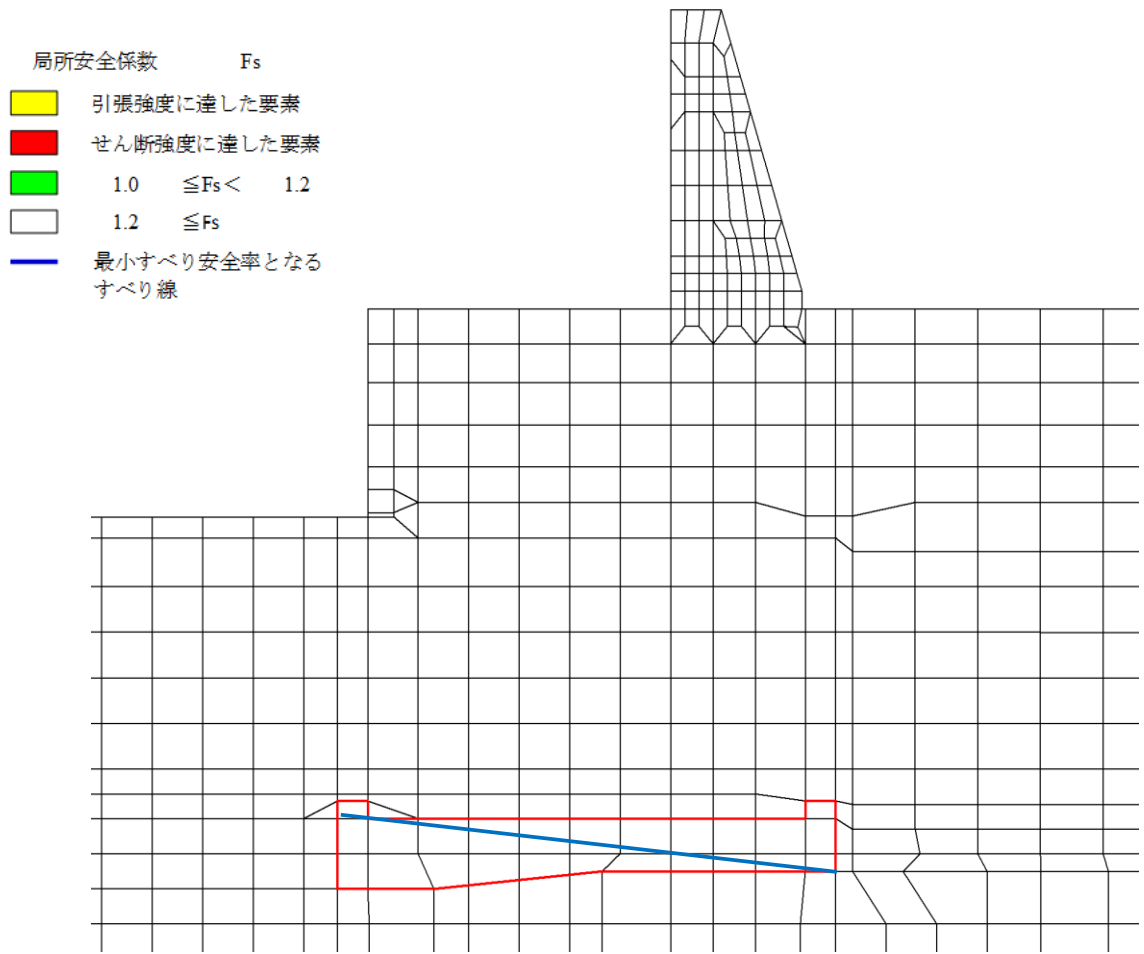 局所安全係数 Fs
引張強度に達した要素
せん断強度に達した要素
1.0 ≦Fs＜ 1.2
1.2 ≦Fs
最小すべり安全率となる
すべり線